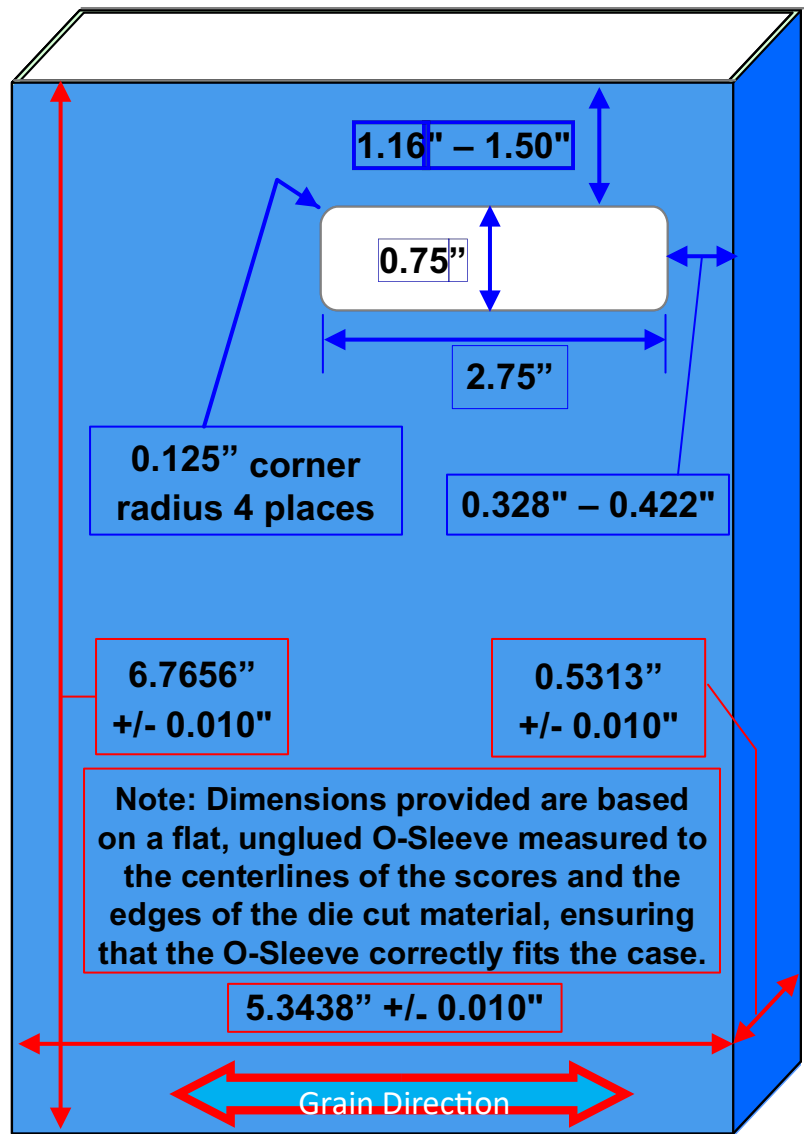 1.16" – 1.50"
0.75”
2.75”
0.125” corner
radius 4 places
0.328" – 0.422"
6.7656”
+/- 0.010"
0.5313”
+/- 0.010"
Note: Dimensions provided are based
on a flat, unglued O-Sleeve measured to
the centerlines of the scores and the
edges of the die cut material, ensuring
that the O-Sleeve correctly fits the case.
5.3438” +/- 0.010"
Grain Direction